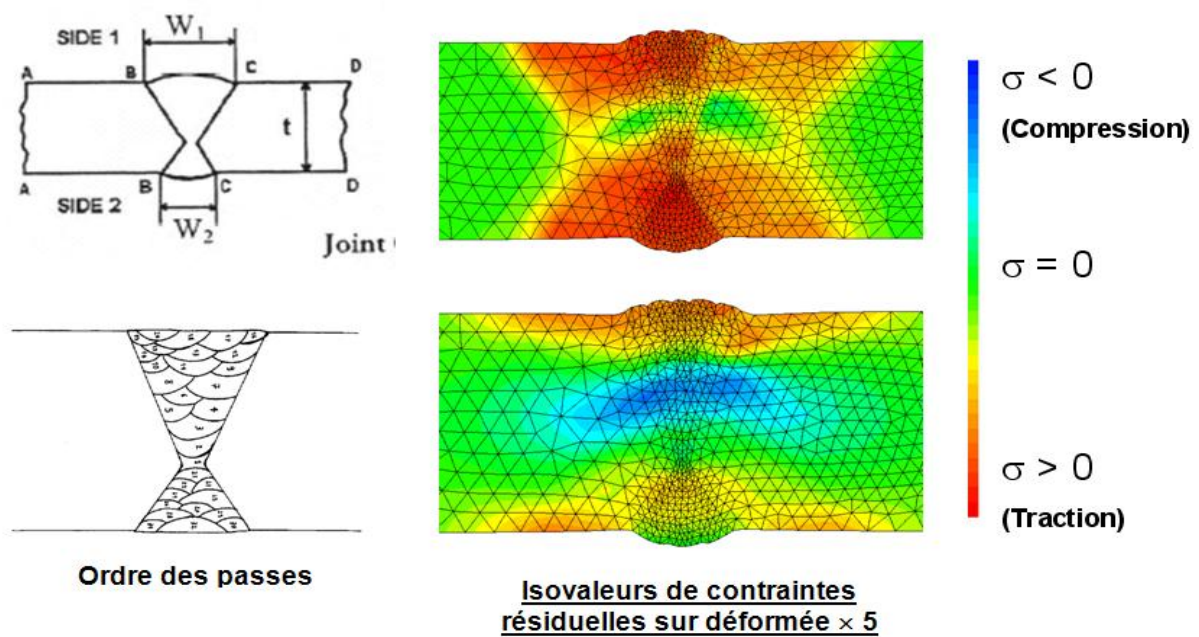 SIDE 1
W1
A
B
C
D
t
A
B
C
D
SIDE 2
W2
Joint
Ordre des passes
σ < 0
(Compression)
σ = 0
σ > 0
(Traction)
Isovaleurs de contraintes
résiduelles sur déformée × 5